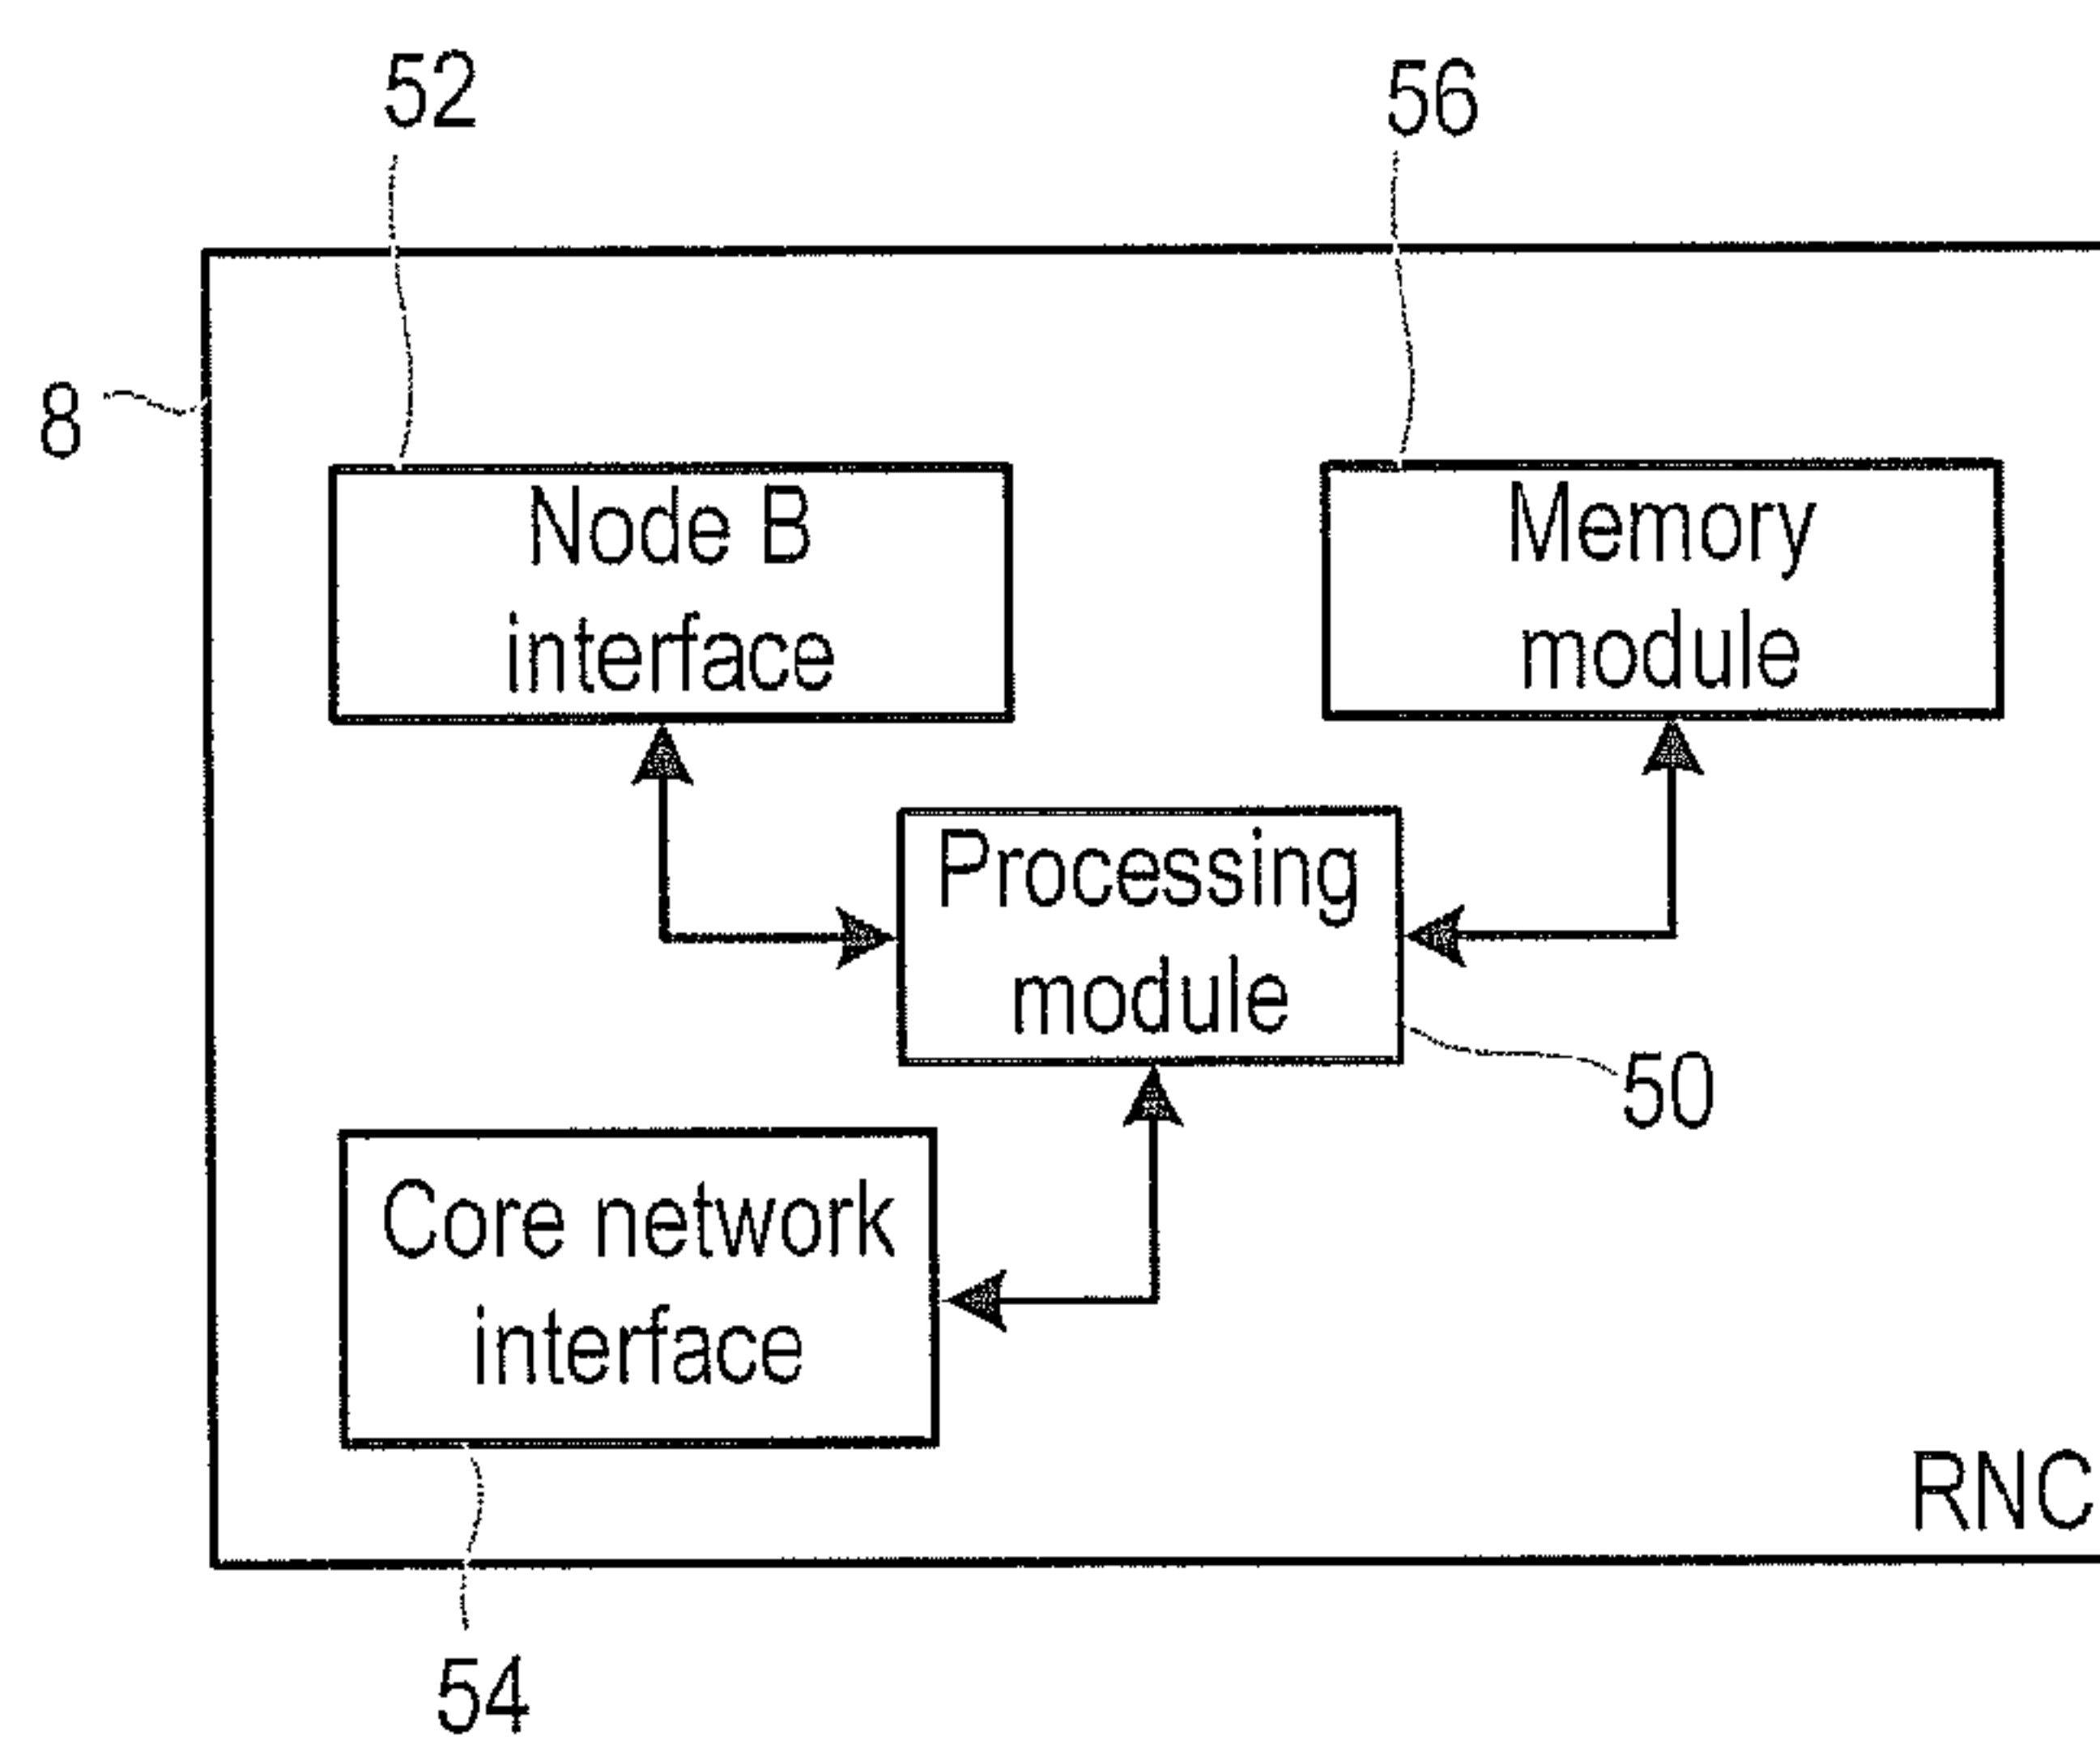 52
56
8
Node B
interface
Memory
module
Processing
module
50
Core network
interface
RNC
54